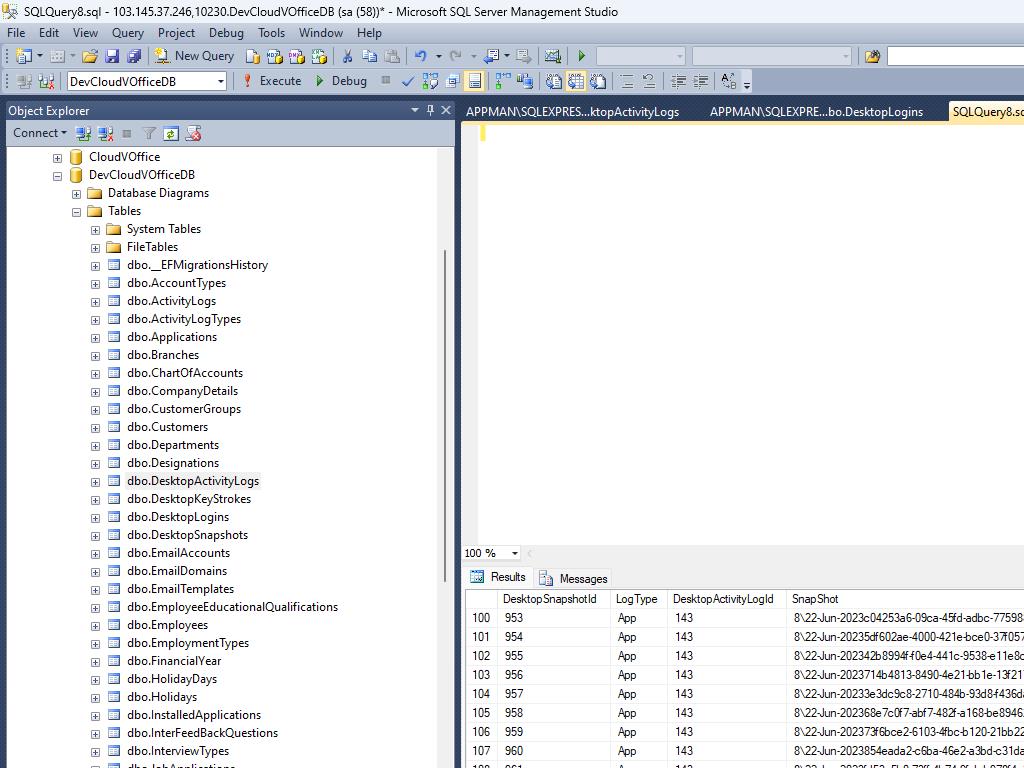 SQLQuery8.sql - 103.145.37.246,10230.DevCloudVOfficeDB (sa (58))* - Microsoft SQL Server Management Studio
File Edit View Query Project Debug Tools Window Help
New Query
DevCloudVOfficeDB Execute Debug
Object Explorer
APPMAN\SQLEXPRES...ktopActivityLogs APPMAN\SQLEXPRE...bo.DesktopLogins SQLQuery8.sq
Connect
CloudVOffice
DevCloudVOfficeDB
Database Diagrams
Tables
System Tables
FileTables
dbo.__EFMigrationsHistory
dbo.AccountTypes
dbo.ActivityLogs
dbo.ActivityLogTypes
dbo.Applications
dbo.Branches
dbo.ChartOfAccounts
dbo.CompanyDetails
dbo.CustomerGroups
dbo.Customers
dbo.Departments
dbo.Designations
dbo.DesktopActivityLogs
dbo.DesktopKeyStrokes
dbo.DesktopLogins
dbo.DesktopSnapshots
dbo.EmailAccounts
dbo.EmailDomains
dbo.EmailTemplates
dbo.EmployeeEducationalQualifications
dbo.Employees
dbo.EmploymentTypes
dbo.FinancialYear
dbo.HolidayDays
dbo.Holidays
dbo.InstalledApplications
dbo.InterFeedBackQuestions
dbo.InterviewTypes
100 %
Results Messages
DesktopSnapshotId LogType DesktopActivityLogId SnapShot
100 953 App 143 8\22-Jun-2023c04253a6-09ca-45fd-adbc-77598
101 954 App 143 8\22-Jun-20235df602ae-4000-421e-bce0-37f057
102 955 App 143 8\22-Jun-202342b8994f-f0e4-441c-9538-e11e8c
103 956 App 143 8\22-Jun-2023714b4813-8490-4e21-bb1e-13f21
104 957 App 143 8\22-Jun-20233e3dc9c8-2710-484b-93d8-f436d
105 958 App 143 8\22-Jun-202368e7c0f7-abf7-482f-a168-be8946
106 959 App 143 8\22-Jun-202373f6bce2-6103-4fbc-b120-21bb22
107 960 App 143 8\22-Jun-2023854eada2-c6ba-46e2-a3bd-c31da